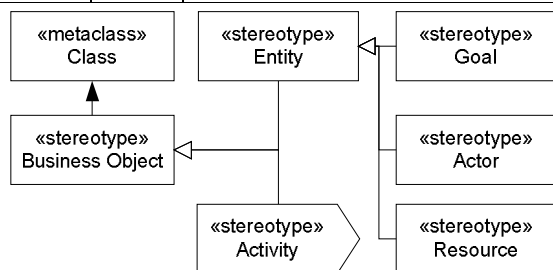 «metaclass»
Class
«stereotype»
Entity
«stereotype»
Goal
«stereotype»
Business Object
«stereotype»
Actor
«stereotype»
Activity
«stereotype»
Resource